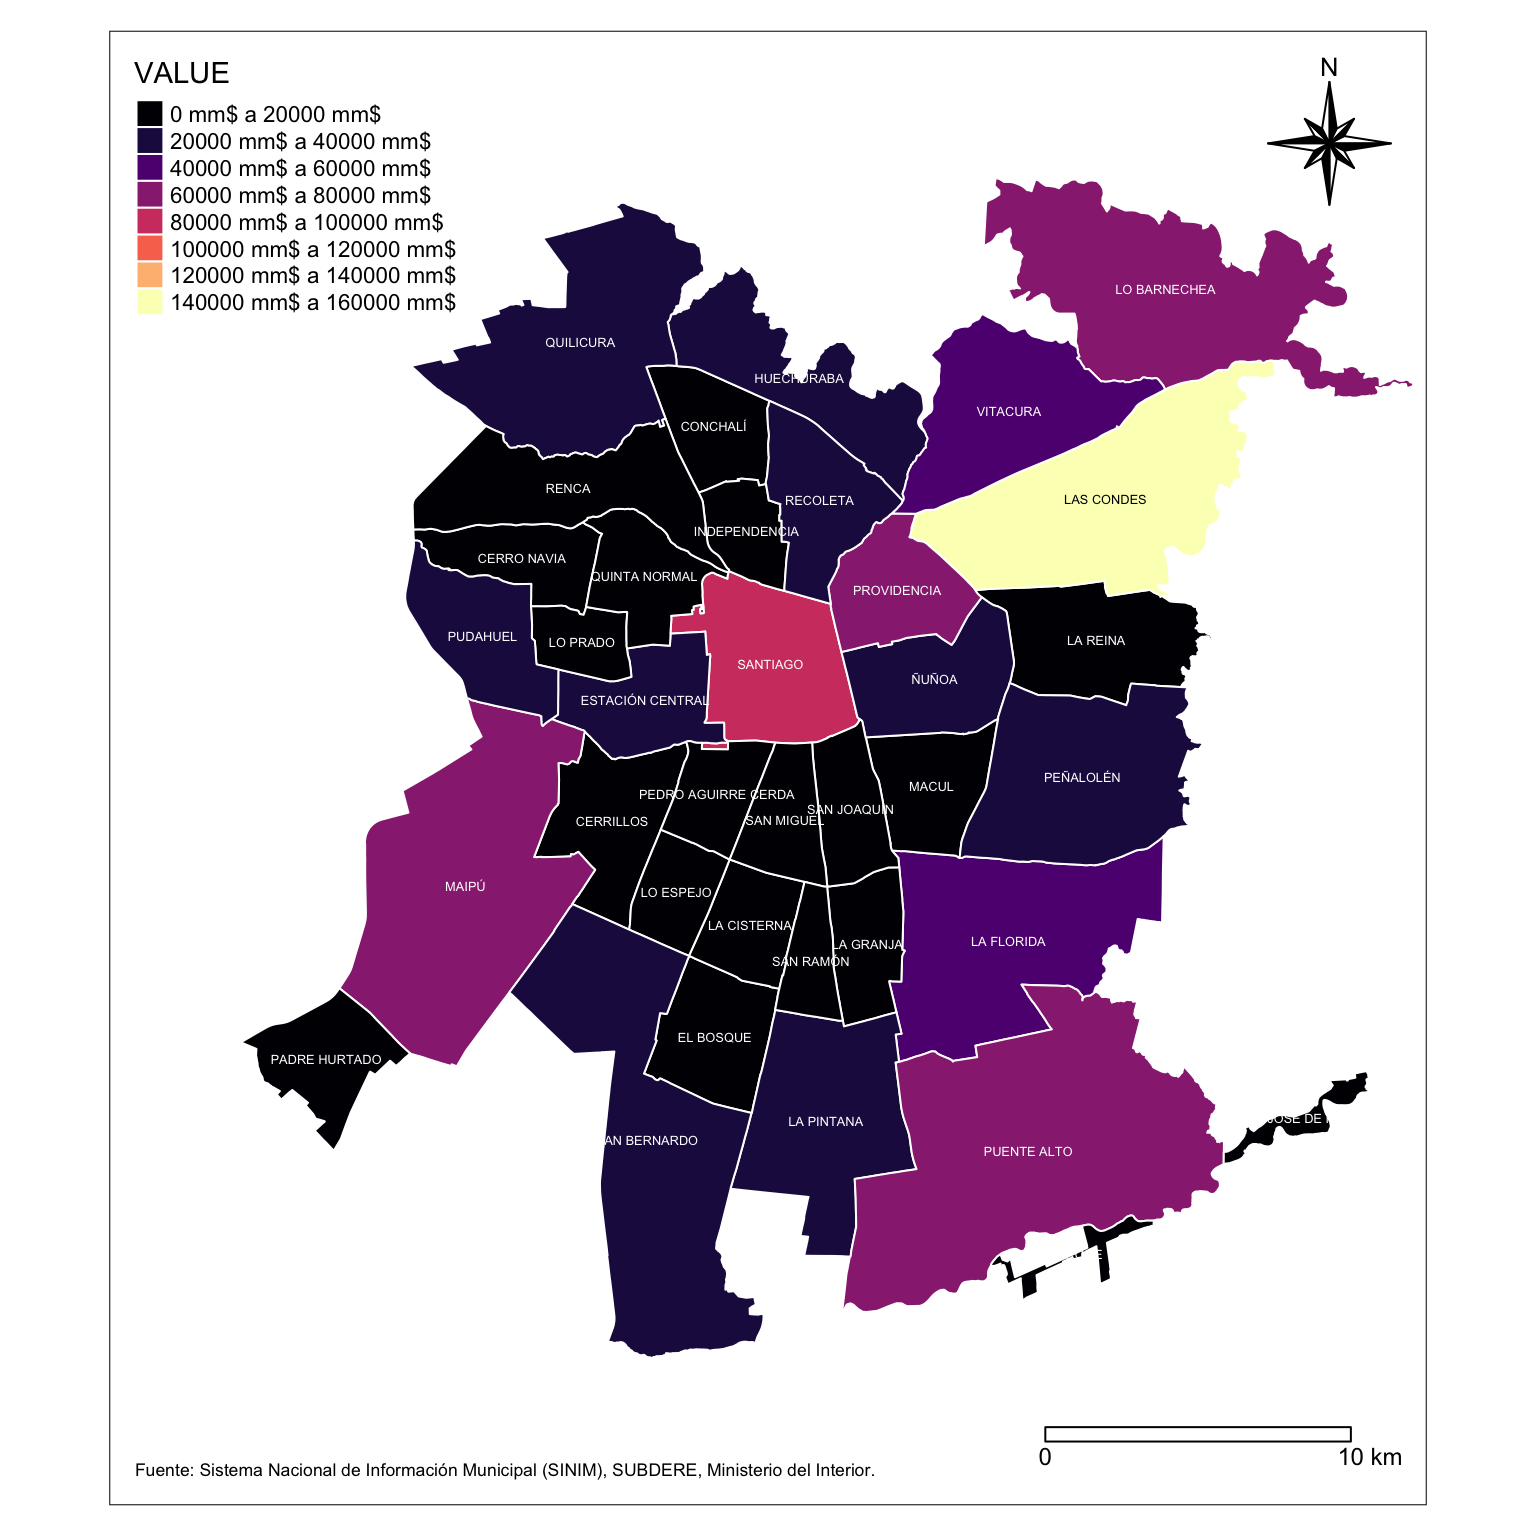 VALUE
0 mm$ a 20000 mm$
20000 mm$ a 40000 mm$
40000 mm$ a 60000 mm$
60000 mm$ a 80000 mm$
80000 mm$ a 100000 mm$
100000 mm$ a 120000 mm$
120000 mm$ a 140000 mm$
140000 mm$ a 160000 mm$
N
LO BARNECHEA
QUILICURA
HUECHURABA
VITACURA
CONCHALÍ
RENCA
RECOLETA
LAS CONDES
INDEPENDENCIA
CERRO NAVIA
QUINTA NORMAL
PROVIDENCIA
PUDAHUEL
LO PRADO
LA REINA
SANTIAGO
ÑUÑOA
ESTACIÓN CENTRAL
PEÑALOLÉN
MACUL
PEDRO AGUIRRE CERDA
SAN JOAQUÍN
CERRILLOS
SAN MIGUEL
MAIPÚ
LO ESPEJO
LA CISTERNA
LA GRANJA
LA FLORIDA
SAN RAMÓN
EL BOSQUE
PADRE HURTADO
JOSÉ DE
LA PINTANA
AN BERNARDO
PUENTE ALTO
0 10 km
Fuente: Sistema Nacional de Información Municipal (SINIM), SUBDERE, Ministerio del Interior.